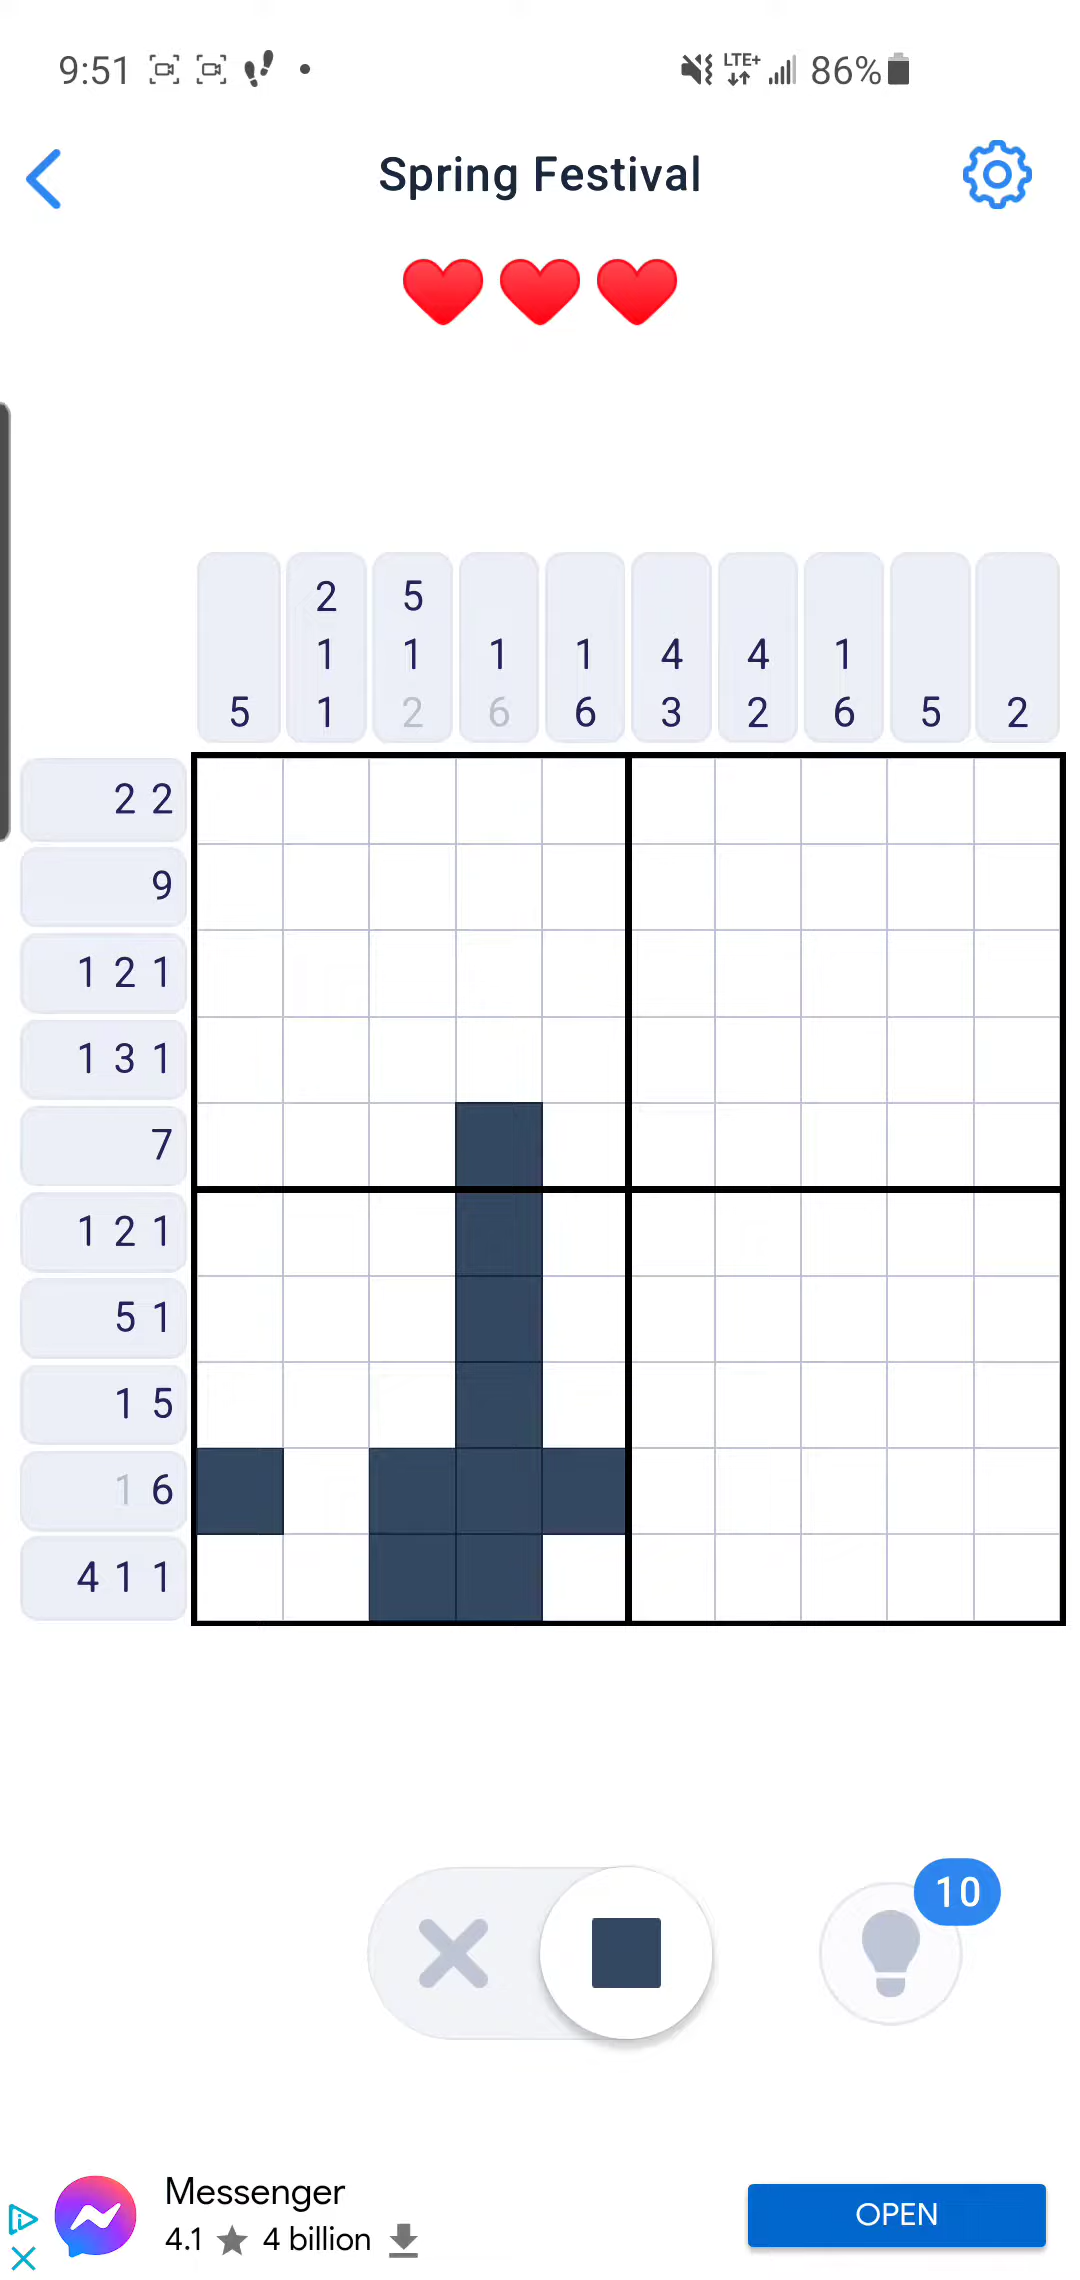 9:51 LTE+ 86%
Spring Festival
2 5
1 1 1 1 4 4 1
5 1 2 6 6 3 2 6 5 2
2 2
9
1 2 1
1 3 1
7
1 2 1
5 1
1 5
1 6
4 1 1
10
Messenger
4.1 4 billion
OPEN